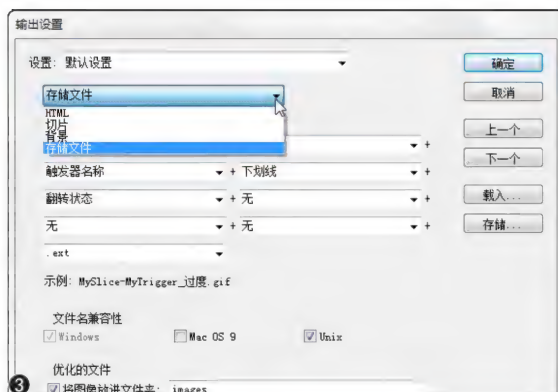 输出设置
设置: 默认设置
确定
存储文件
取消
HTML
切片
背景
存储文件
上一个
+
下一个
触发器名称 + 下划线 +
翻转状态 + 无 +
载入...
无 + 无 +
存储...
.ext
示例: MySlice-MyTrigger_过度.gif
文件名兼容性
Windows Mac OS 9 Unix
优化的文件
3 将图像放进文件夹: images